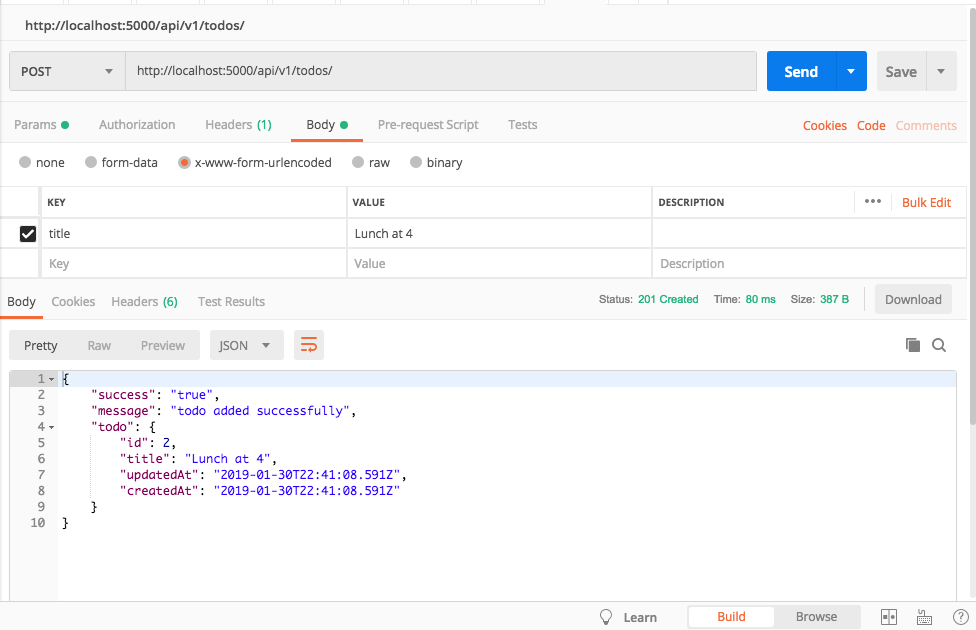 http://localhost:5000/api/v1/todos/
POST http://localhost:5000/api/v1/todos/ Send Save
Params Authorization Headers (1) Body Pre-request Script Tests Cookies Code Comments
none form-data x-www-form-urlencoded raw binary
KEY VALUE DESCRIPTION ••• Bulk Edit
title Lunch at 4
Key Value Description
Body Cookies Headers (6) Test Results Status: 201 Created Time: 80 ms Size: 387 B Download
Pretty Raw Preview JSON
1 {
2 "success": "true",
3 "message": "todo added successfully",
4 "todo": {
5 "id": 2,
6 "title": "Lunch at 4",
7 "updatedAt": "2019-01-30T22:41:08.591Z",
8 "createdAt": "2019-01-30T22:41:08.591Z"
9 }
10 }
Learn Build Browse ?